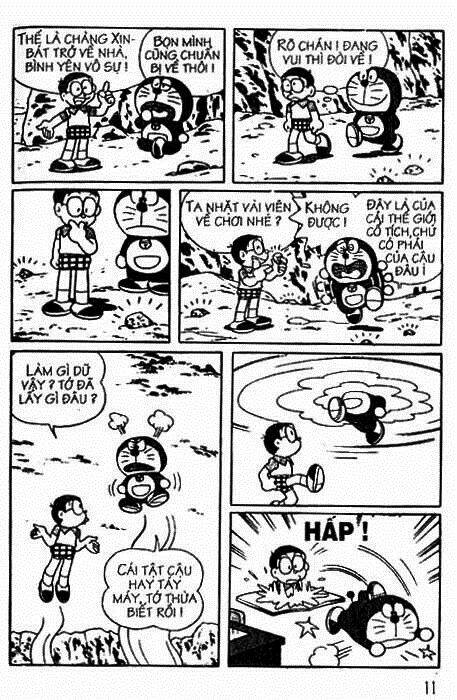 THẾ LÀ CHÀNG XIN-
BÁT TRỞ VỀ NHÀ,
BÌNH YÊN VÔ SỰ !
BỌN MÌNH
CŨNG CHUẨN
BỊ VỀ THÔI !
RÕ CHÁN ! ĐANG
VUI THÌ ĐÒI VỀ !
TA NHẶT VÀI VIÊN
VỀ CHƠI NHÉ ?
KHÔNG
ĐƯỢC !
ĐÂY LÀ CỦA
CẢI THẾ GIỚI
CỔ TÍCH,CHỨ
CÓ PHẢI
CỦA CẬU
ĐÂU !
LÀM GÌ DỮ
VẬY ? TỚ ĐÃ
LẤY GÌ ĐÂU ?
CÁI TẬT CẬU
HAY TÁY
MÁY, TỚ THỪA
BIẾT RỒI !
HẤP !
11